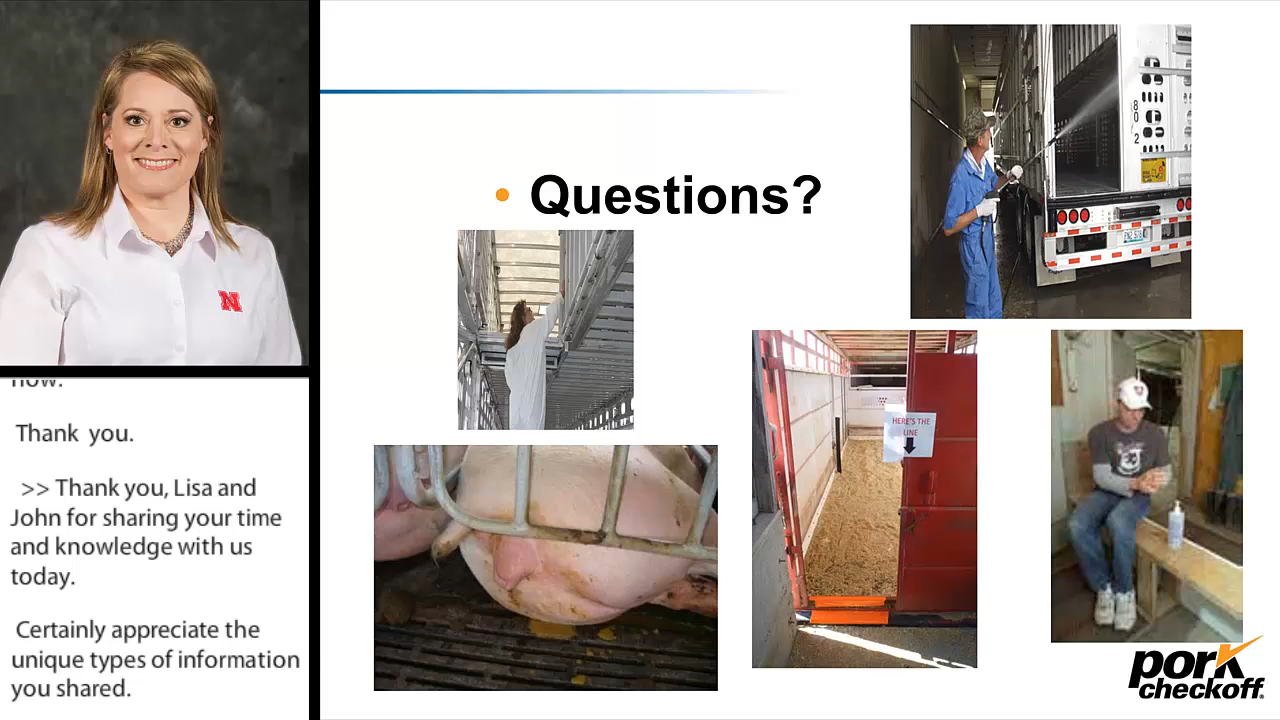 N
Thank you.
>> Thank you, Lisa and
John for sharing your time
and knowledge with us
today.
Certainly appreciate the
unique types of information
you shared.
• Questions?
802
HERE'S THE
LINE
pork
checkoff